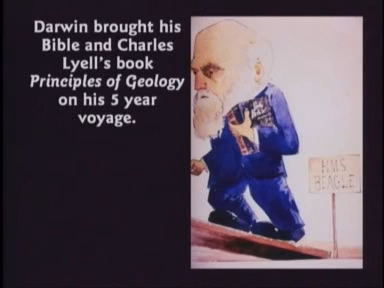 Darwin brought his
Bible and Charles
Lyell's book
Principles of Geology
on his 5 year
voyage.
HMS
BEAGLE